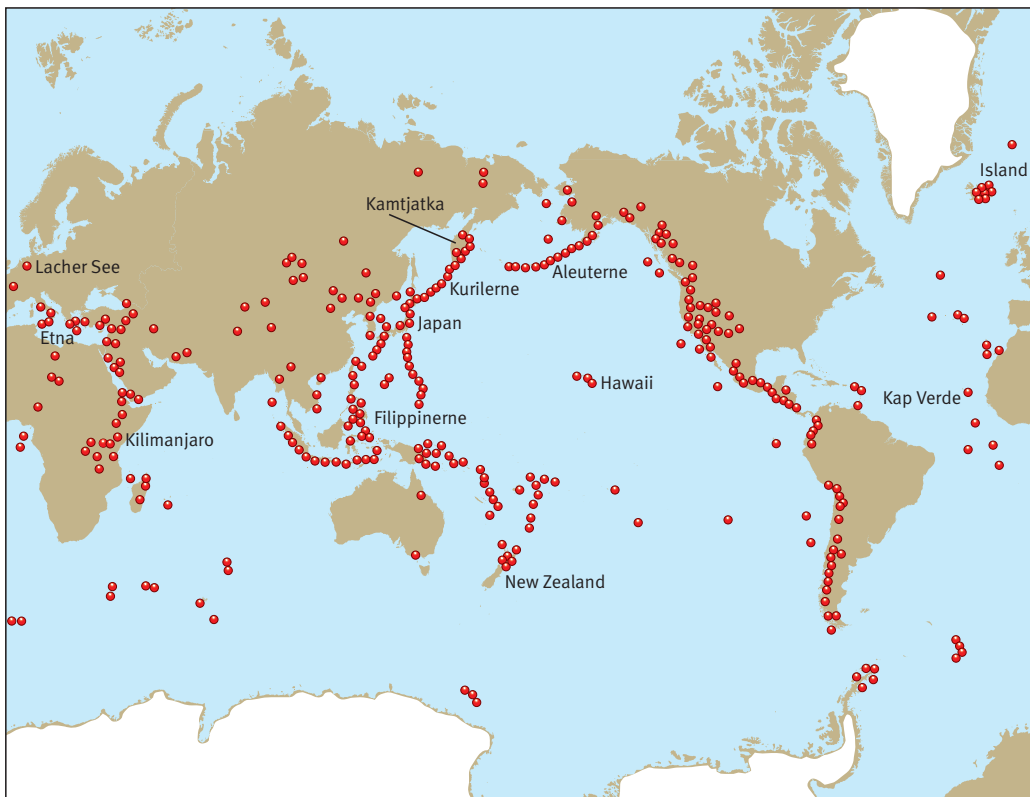 Island
Kamtjatka
Lacher See
Aleuterne
Kurilerne
Etna
Japan
Hawaii
Kap Verde
Filippinerne
Kilimanjaro
New Zealand